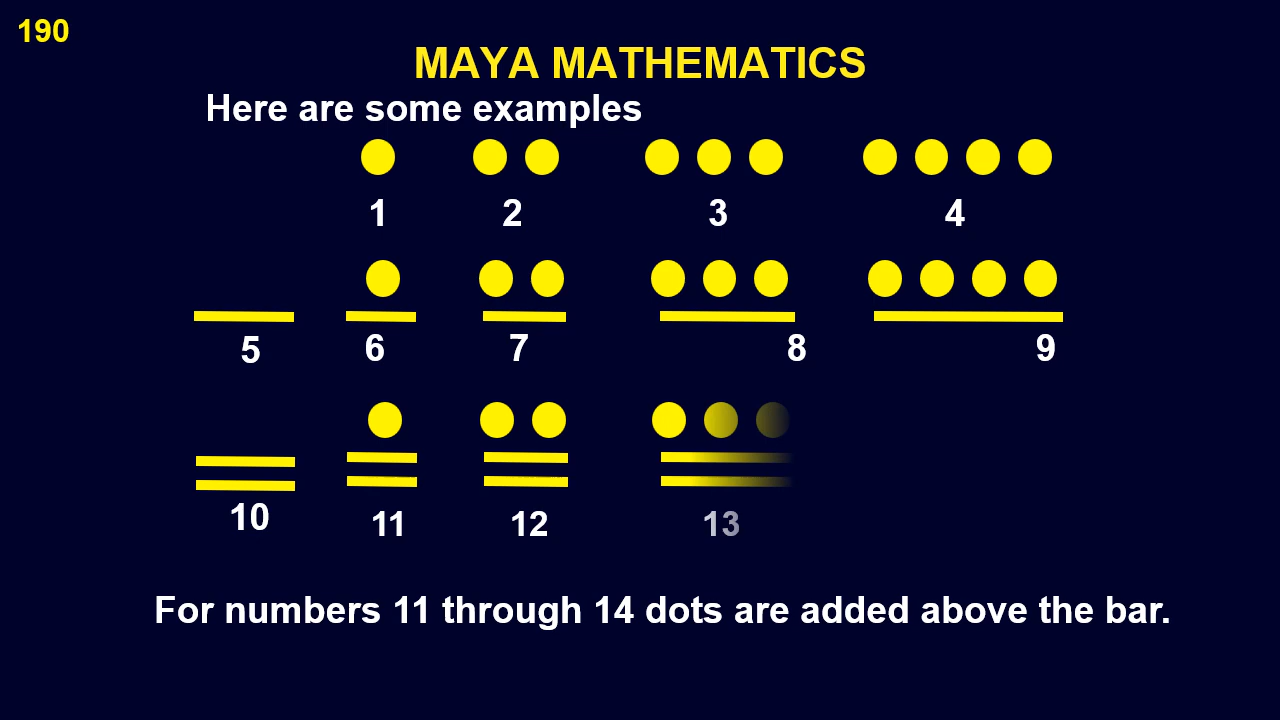 190
MAYA MATHEMATICS
Here are some examples
1 2 3 4
5 6 7 8 9
10 11 12 13
For numbers 11 through 14 dots are added above the bar.